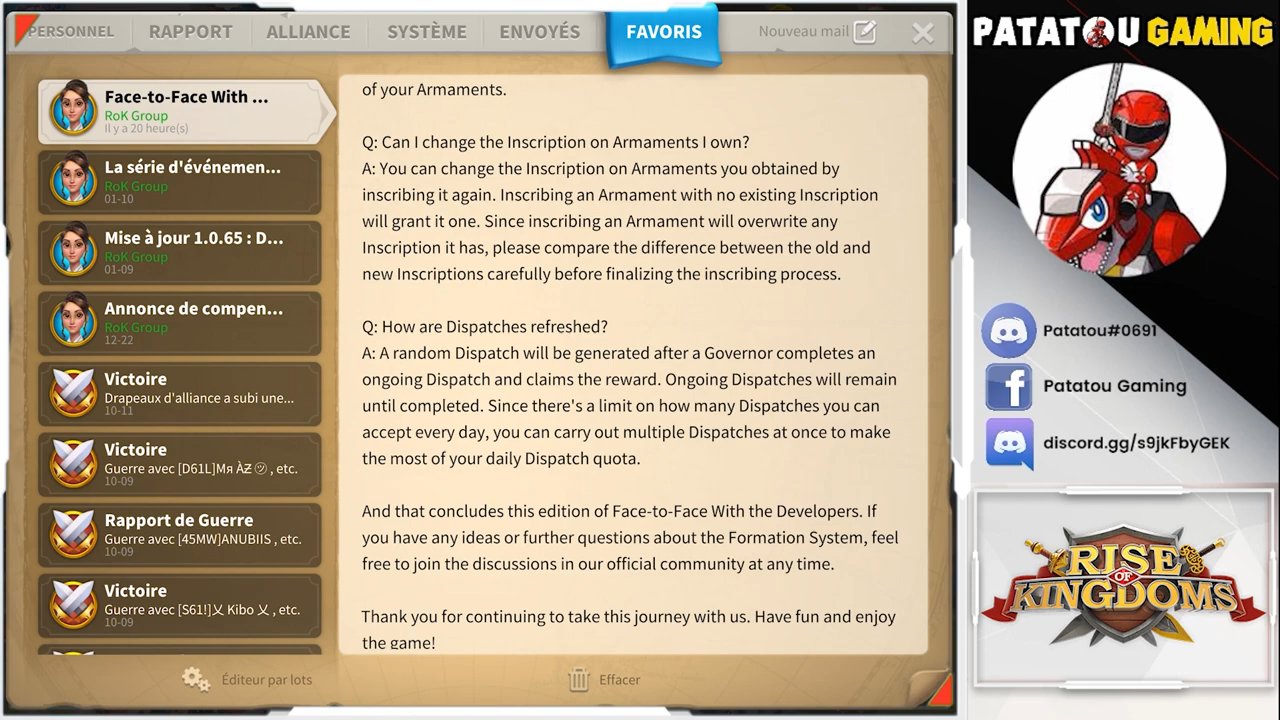 PERSONNEL
RAPPORT
ALLIANCE
SYSTÈME
ENVOYÉS
FAVORIS
Nouveau mail
Face-to-Face With ...
RoK Group
Il y a 20 heure(s)
La série d'événemen...
RoK Group
01-10
Mise à jour 1.0.65 : D...
RoK Group
01-09
Annonce de compen...
RoK Group
12-22
Victoire
Drapeaux d'alliance a subi une...
10-11
Victoire
Guerre avec [D61L]Mя ÀƵ ツ , etc.
10-09
Rapport de Guerre
Guerre avec [45MW]ANUBIIS , etc.
10-09
Victoire
Guerre avec [S61!]乂 Kibo 乂 , etc.
10-09
of your Armaments.
Q: Can I change the Inscription on Armaments I own?
A: You can change the Inscription on Armaments you obtained by
inscribing it again. Inscribing an Armament with no existing Inscription
will grant it one. Since inscribing an Armament will overwrite any
Inscription it has, please compare the difference between the old and
new Inscriptions carefully before finalizing the inscribing process.
Q: How are Dispatches refreshed?
A: A random Dispatch will be generated after a Governor completes an
ongoing Dispatch and claims the reward. Ongoing Dispatches will remain
until completed. Since there's a limit on how many Dispatches you can
accept every day, you can carry out multiple Dispatches at once to make
the most of your daily Dispatch quota.
And that concludes this edition of Face-to-Face With the Developers. If
you have any ideas or further questions about the Formation System, feel
free to join the discussions in our official community at any time.
Thank you for continuing to take this journey with us. Have fun and enjoy
the game!
Éditeur par lots
Effacer
PATATOU GAMING
Patatou#0691
Patatou Gaming
discord.gg/s9jkFbyGEK
RISE
OF
KINGDOMS